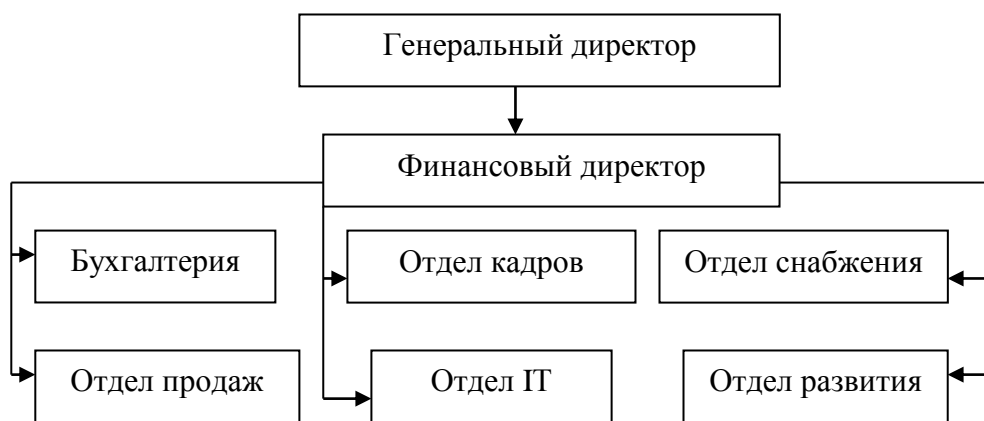 Генеральный директор
Финансовый директор
Бухгалтерия
Отдел кадров
Отдел снабжения
Отдел продаж
Отдел IT
Отдел развития